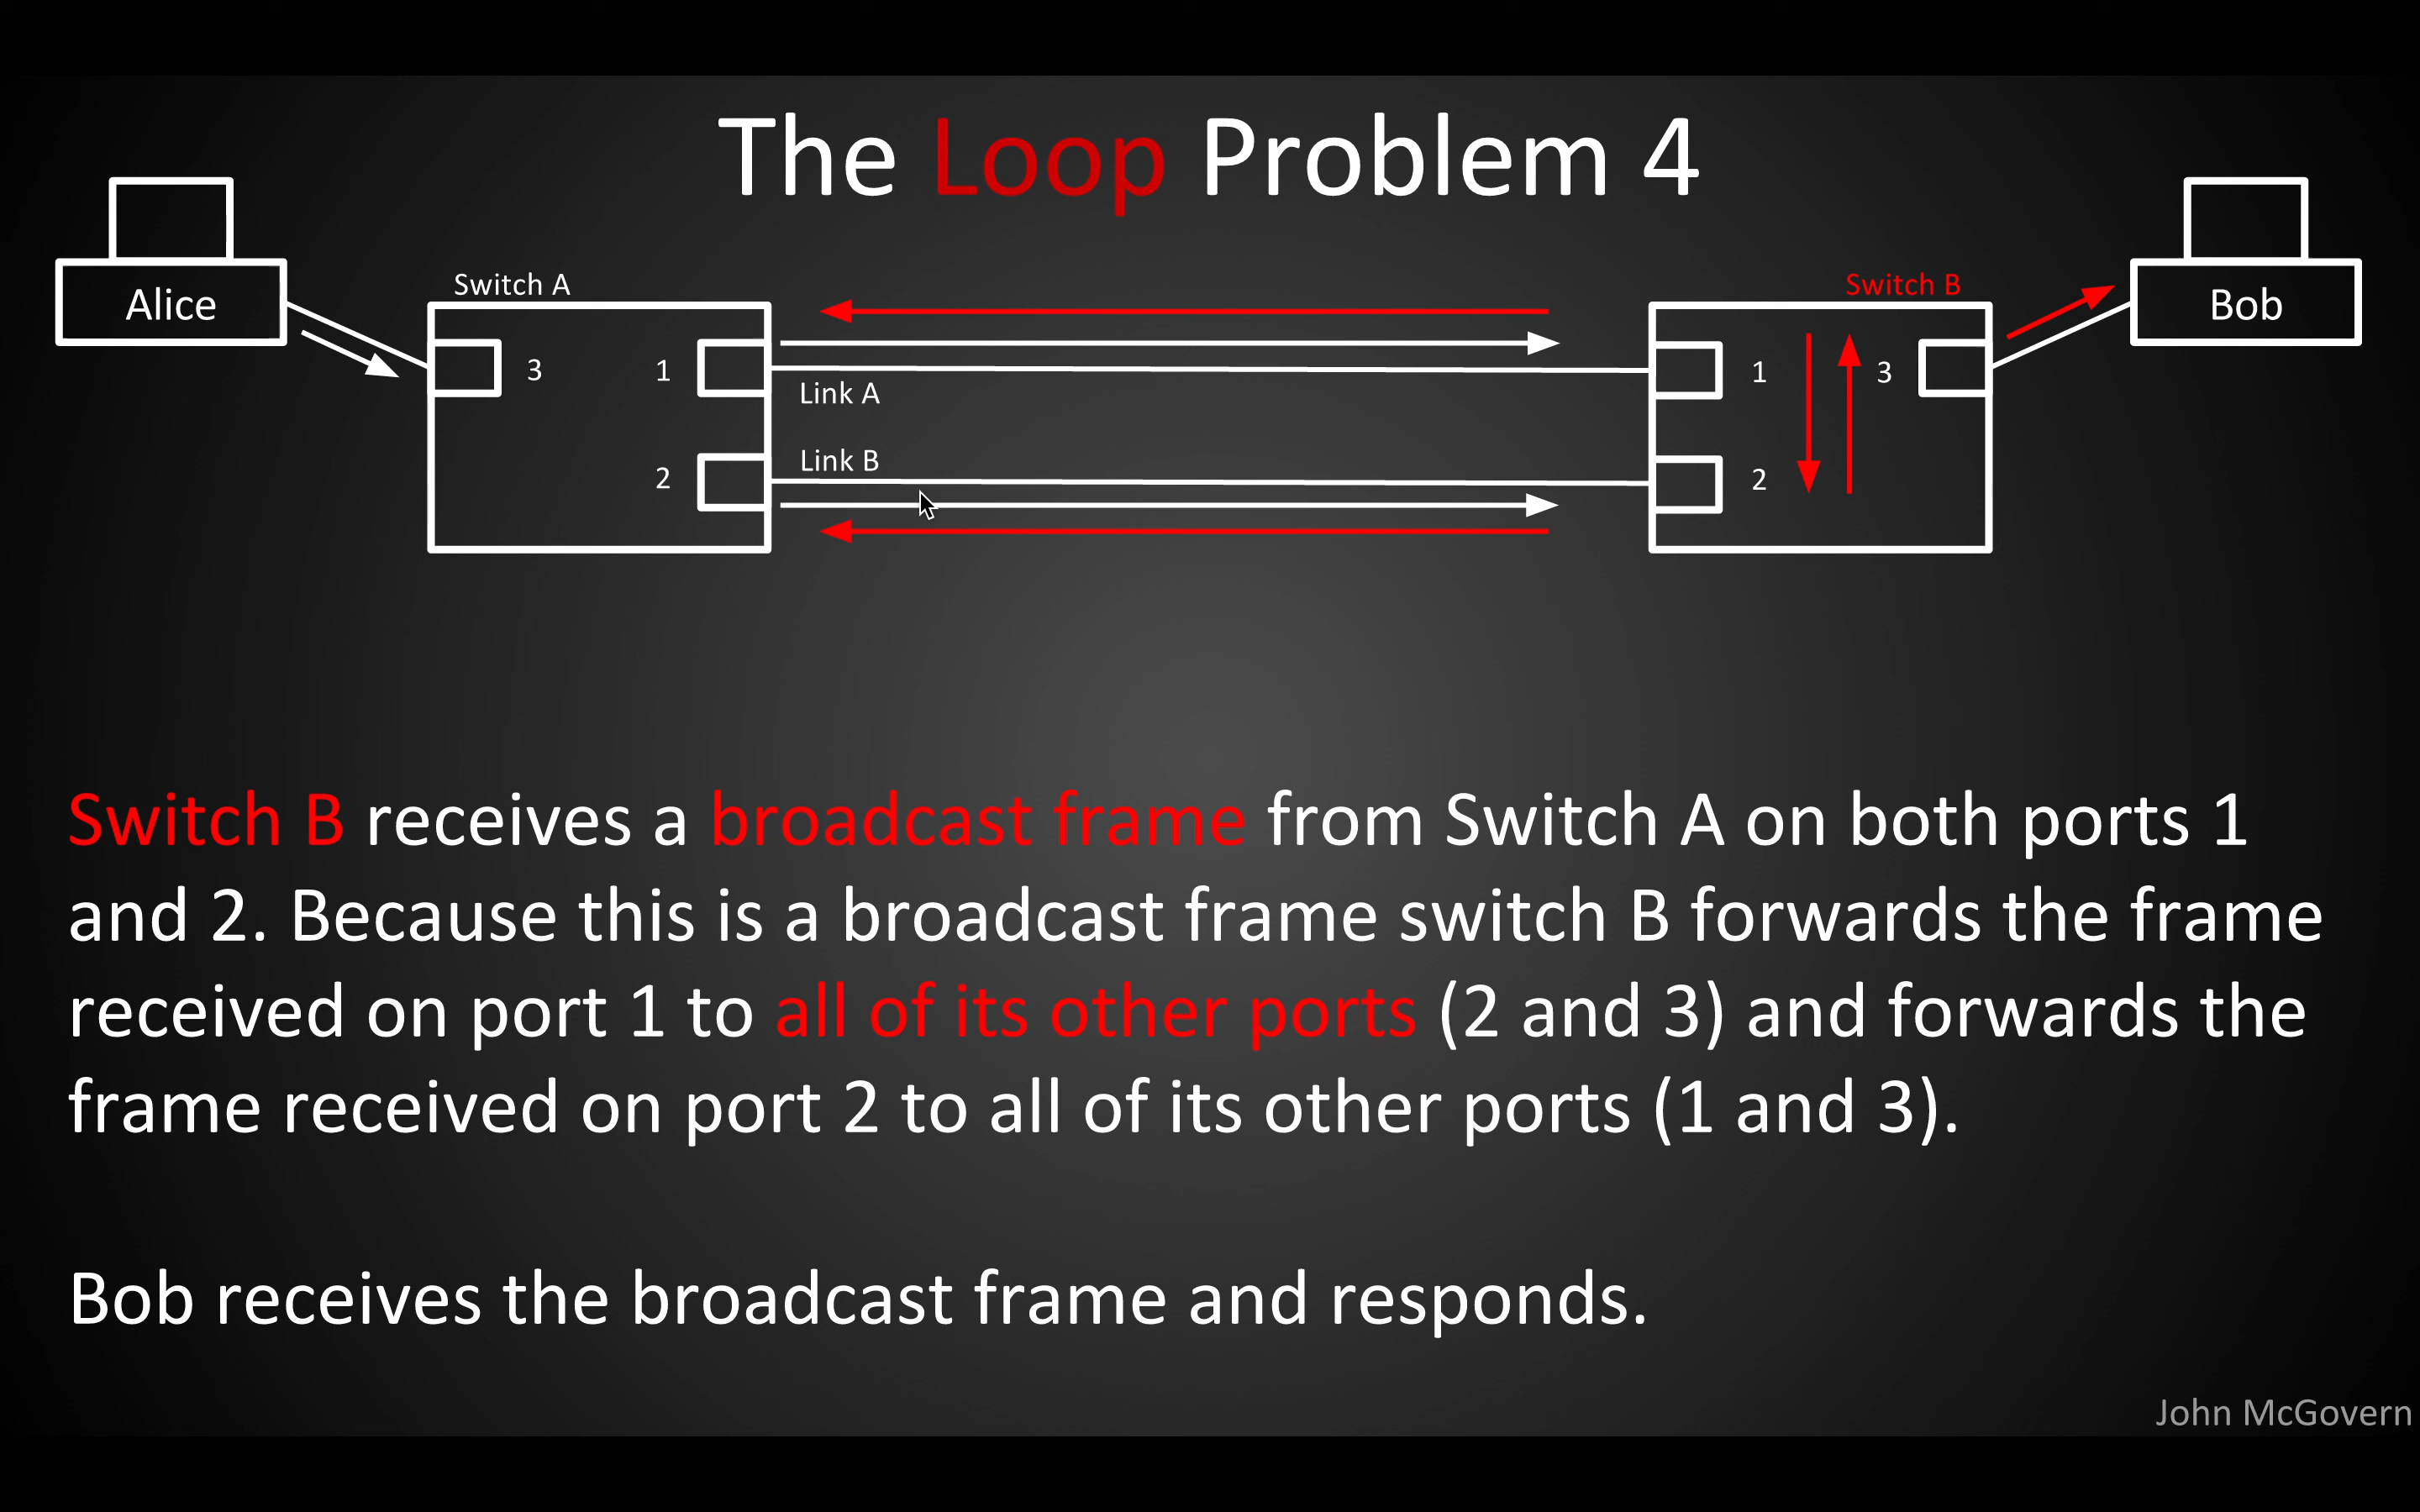 The Loop Problem 4
Alice
Switch A
Switch B
Bob
3
1
1
3
Link A
Link B
2
2
Switch B receives a broadcast frame from Switch A on both ports 1
and 2. Because this is a broadcast frame switch B forwards the frame
received on port 1 to all of its other ports (2 and 3) and forwards the
frame received on port 2 to all of its other ports (1 and 3).
Bob receives the broadcast frame and responds.
John McGovern